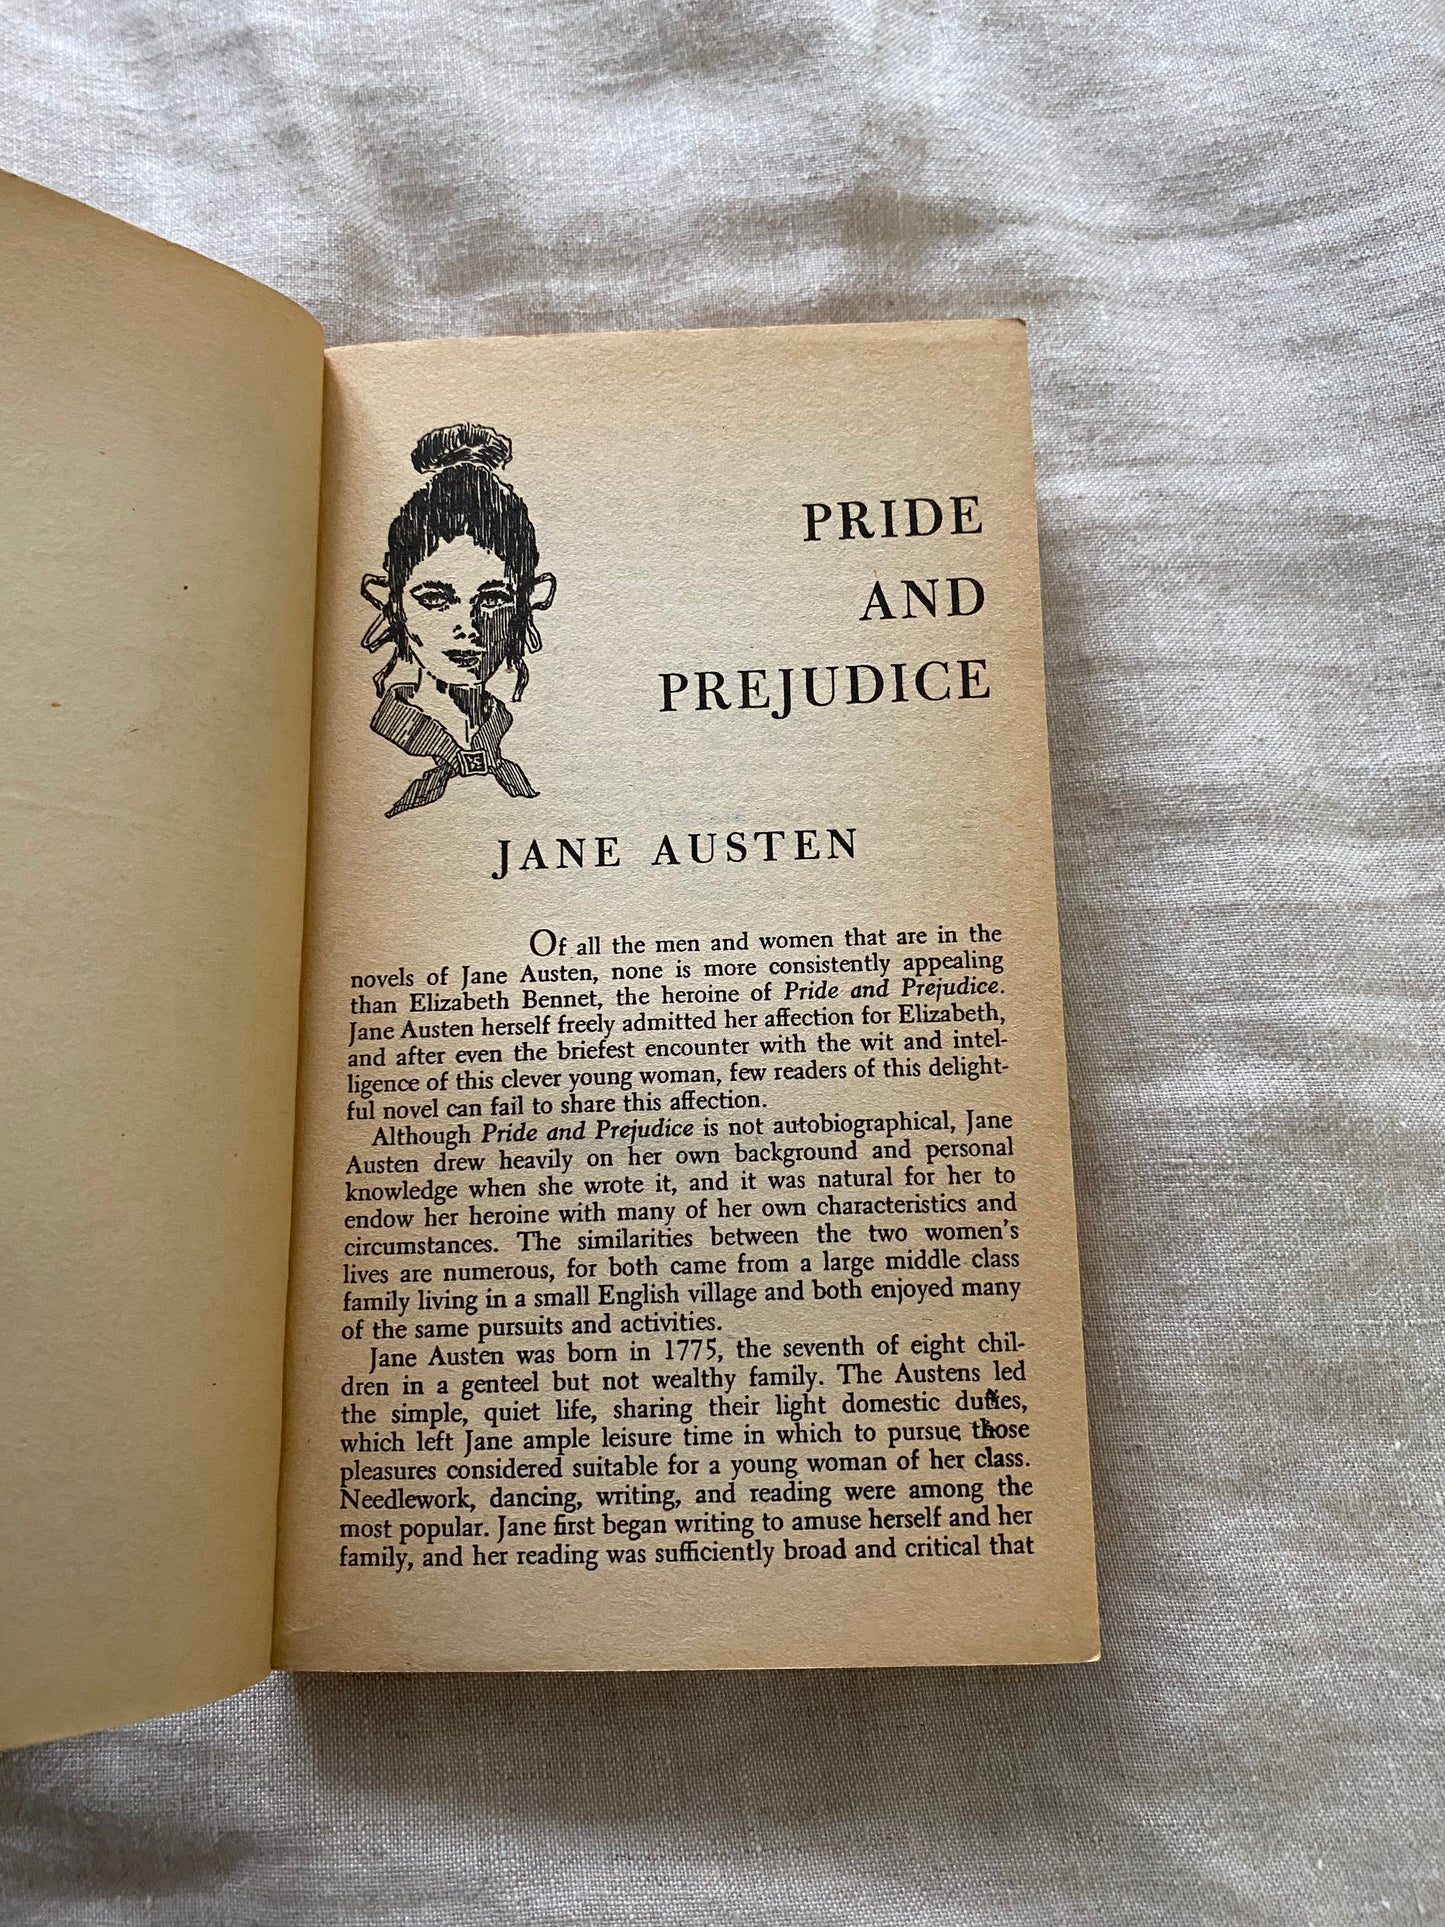 PRIDE
AND
PREJUDICE
JANE AUSTEN
Of all the men and women that are in the
novels of Jane Austen, none is more consistently appealing
than Elizabeth Bennet, the heroine of Pride and Prejudice.
Jane Austen herself freely admitted her affection for Elizabeth,
and after even the briefest encounter with the wit and intel-
ligence of this clever young woman, few readers of this delight-
ful novel can fail to share this affection.
Although Pride and Prejudice is not autobiographical, Jane
Austen drew heavily on her own background and personal
knowledge when she wrote it, and it was natural for her to
endow her heroine with many of her own characteristics and
circumstances. The similarities between the two women's
lives are numerous, for both came from a large middle class
family living in a small English village and both enjoyed many
of the same pursuits and activities.
Jane Austen was born in 1775, the seventh of eight chil-
dren in a genteel but not wealthy family. The Austens led
the simple, quiet life, sharing their light domestic duties,
which left Jane ample leisure time in which to pursue those
pleasures considered suitable for a young woman of her class.
Needlework, dancing, writing, and reading were among the
most popular. Jane first began writing to amuse herself and her
family, and her reading was sufficiently broad and critical that